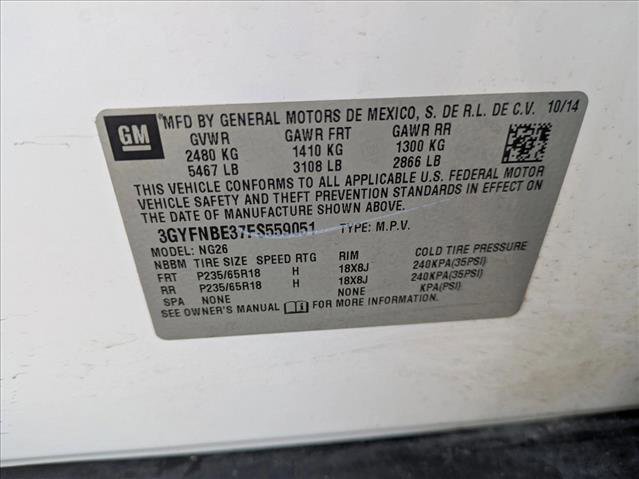 GM MFD BY GENERAL MOTORS DE MEXICO, S. DE R.L. DE C.V. 10/14
GVWR GAWR FRT GAWR RR
2480 KG 1410 KG 1300 KG
5467 LB 3108 LB 2866 LB
THIS VEHICLE CONFORMS TO ALL APPLICABLE U.S. FEDERAL MOTOR
VEHICLE SAFETY AND THEFT PREVENTION STANDARDS IN EFFECT ON
THE DATE OF MANUFACTURE SHOWN ABOVE.
3GYFNBE37FS559051 TYPE: M.P.V.
MODEL: NG26
NBBM TIRE SIZE SPEED RTG RIM COLD TIRE PRESSURE
FRT P235/65R18 H 18X8J 240KPA(35PSI)
RR P235/65R18 H 18X8J 240KPA(35PSI)
SPA NONE NONE KPA(PSI)
SEE OWNER'S MANUAL FOR MORE INFORMATION